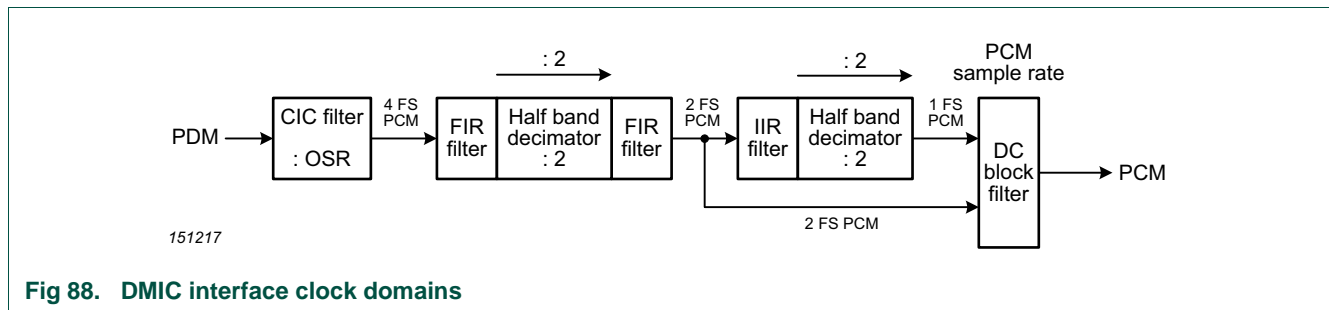 : 2
: 2
PCM
sample rate
PDM
CIC filter
: OSR
4 FS
PCM
FIR
filter
Half band
decimator
: 2
FIR
filter
2 FS
PCM
IIR
filter
Half band
decimator
: 2
1 FS
PCM
DC
block
filter
PCM
2 FS PCM
151217
Fig 88. DMIC interface clock domains